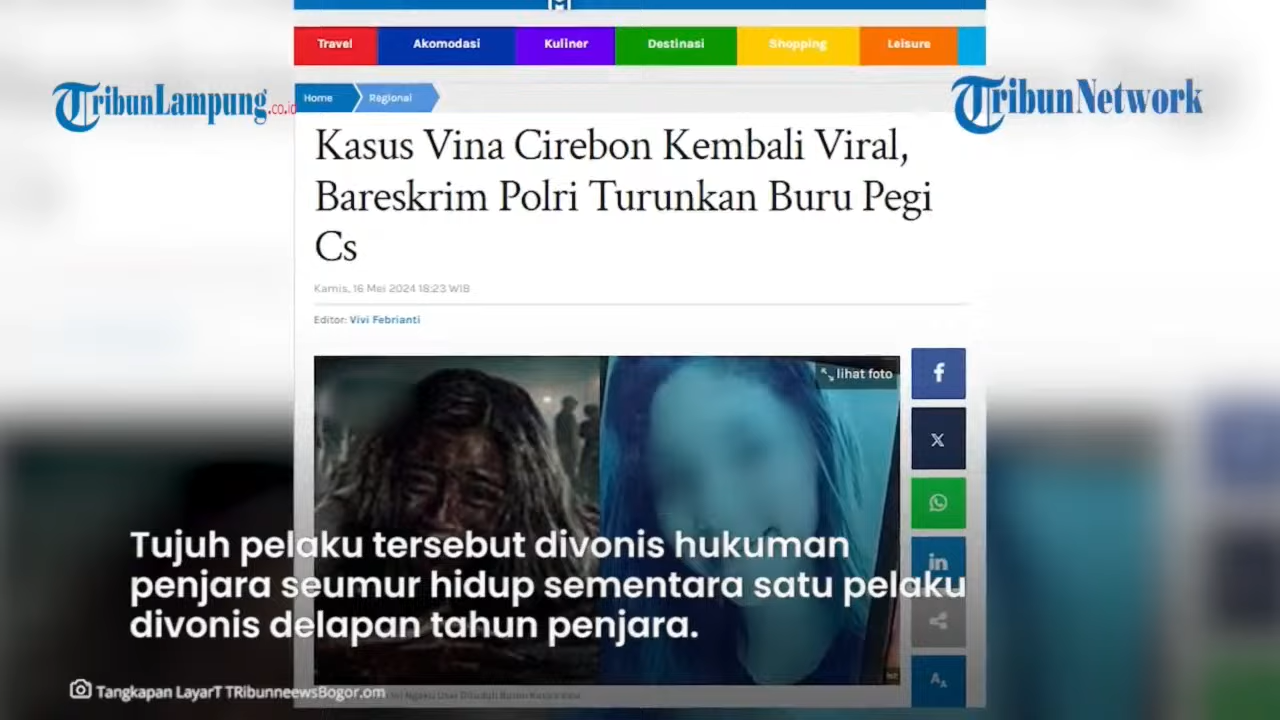 Travel
Akomodasi
Kuliner
Destinasi
Shopping
Leisure
TribunLampung.co.id
TribunNetwork
Home
Regional
Kasus Vina Cirebon Kembali Viral,
Bareskrim Polri Turunkan Buru Pegi
Cs
Kamis, 16 Mei 2024 18:23 WIB
Editor: Vivi Febrianti
lihat foto
f
X
in
Tujuh pelaku tersebut divonis hukuman
penjara seumur hidup sementara satu pelaku
divonis delapan tahun penjara.
AA
Tangkapan LayarT TRibunneewsBogor.om